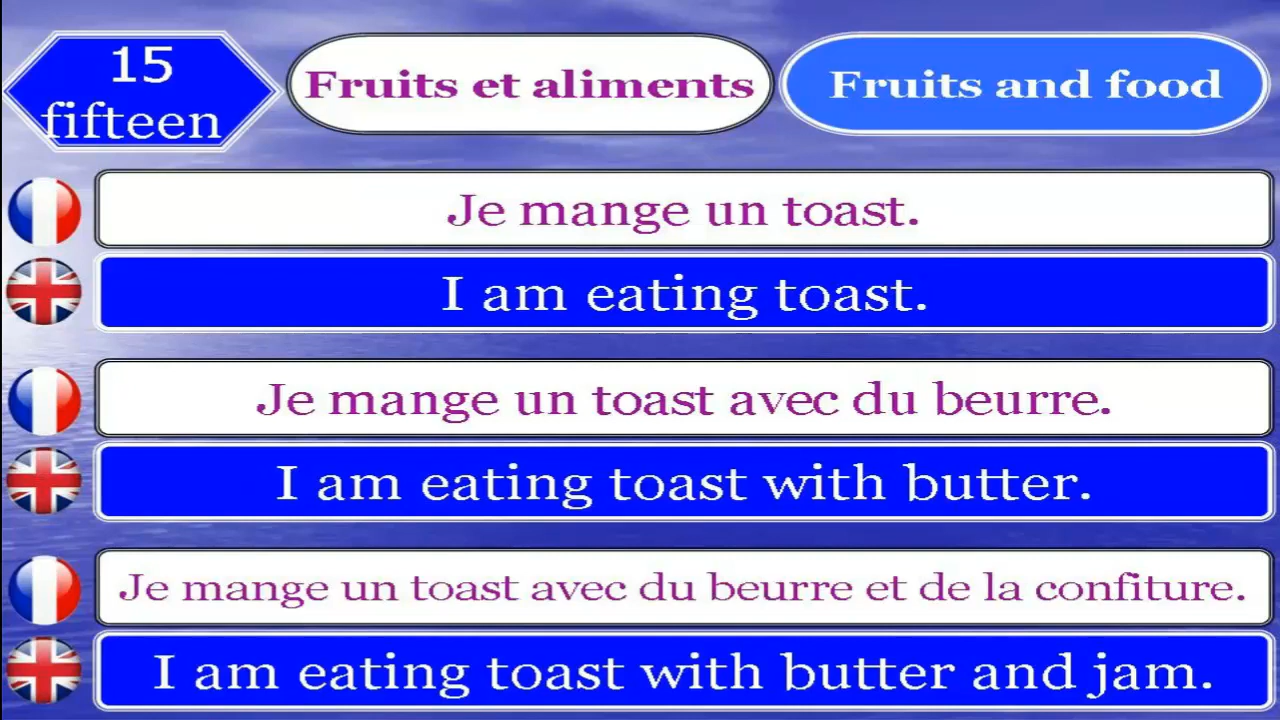 15
fifteen
Fruits et aliments
Fruits and food
Je mange un toast.
I am eating toast.
Je mange un toast avec du beurre.
I am eating toast with butter.
Je mange un toast avec du beurre et de la confiture.
I am eating toast with butter and jam.